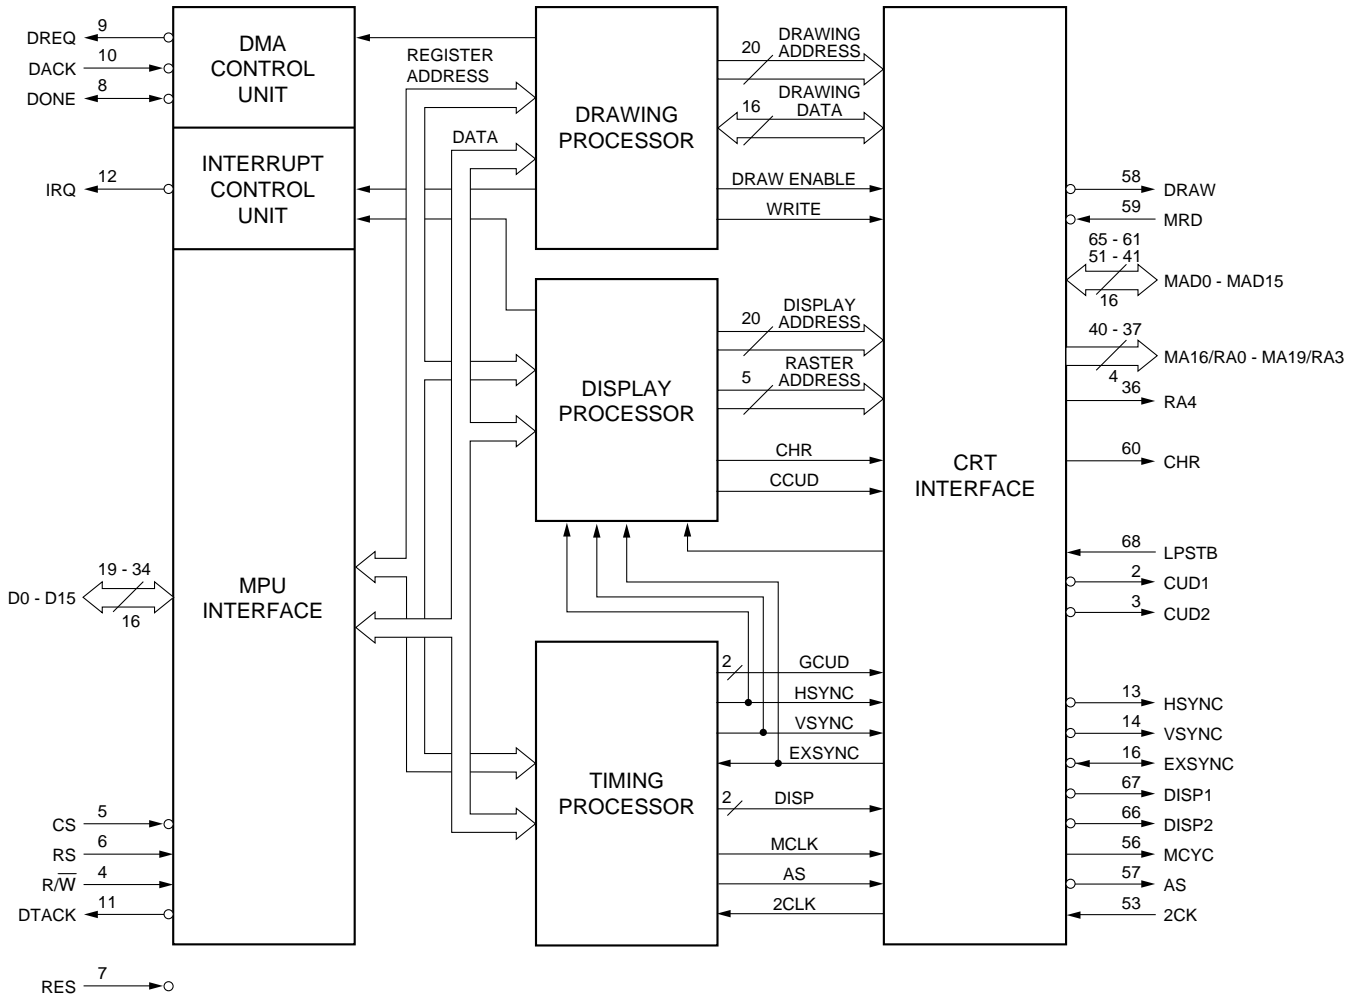 DREQ 9
DACK 10
DONE 8
DMA
CONTROL
UNIT
IRQ 12
INTERRUPT
CONTROL
UNIT
D0 - D15
19 - 34
16
MPU
INTERFACE
CS 5
RS 6
R/W̅ 4
DTACK 11
RES 7
REGISTER
ADDRESS
DATA
DRAWING
PROCESSOR
20 DRAWING
ADDRESS
16 DRAWING
DATA
DRAW ENABLE
WRITE
DISPLAY
PROCESSOR
20 DISPLAY
ADDRESS
5 RASTER
ADDRESS
CHR
CCUD
TIMING
PROCESSOR
2 GCUD
HSYNC
VSYNC
EXSYNC
2 DISP
MCLK
AS
2CLK
CRT
INTERFACE
58 DRAW
59 MRD
65 - 61
51 - 41
16
MAD0 - MAD15
40 - 37
4
MA16/RA0 - MA19/RA3
36 RA4
60 CHR
68 LPSTB
2 CUD1
3 CUD2
13 HSYNC
14 VSYNC
16 EXSYNC
67 DISP1
66 DISP2
56 MCYC
57 AS
53 2CK